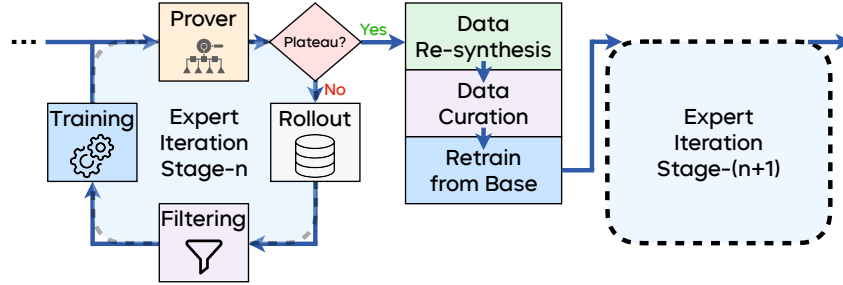 ...
Prover
Plateau?
Yes
No
Training
Expert
Iteration
Stage-n
Rollout
Filtering
Data
Re-synthesis
Data
Curation
Retrain
from Base
Expert
Iteration
Stage-(n+1)